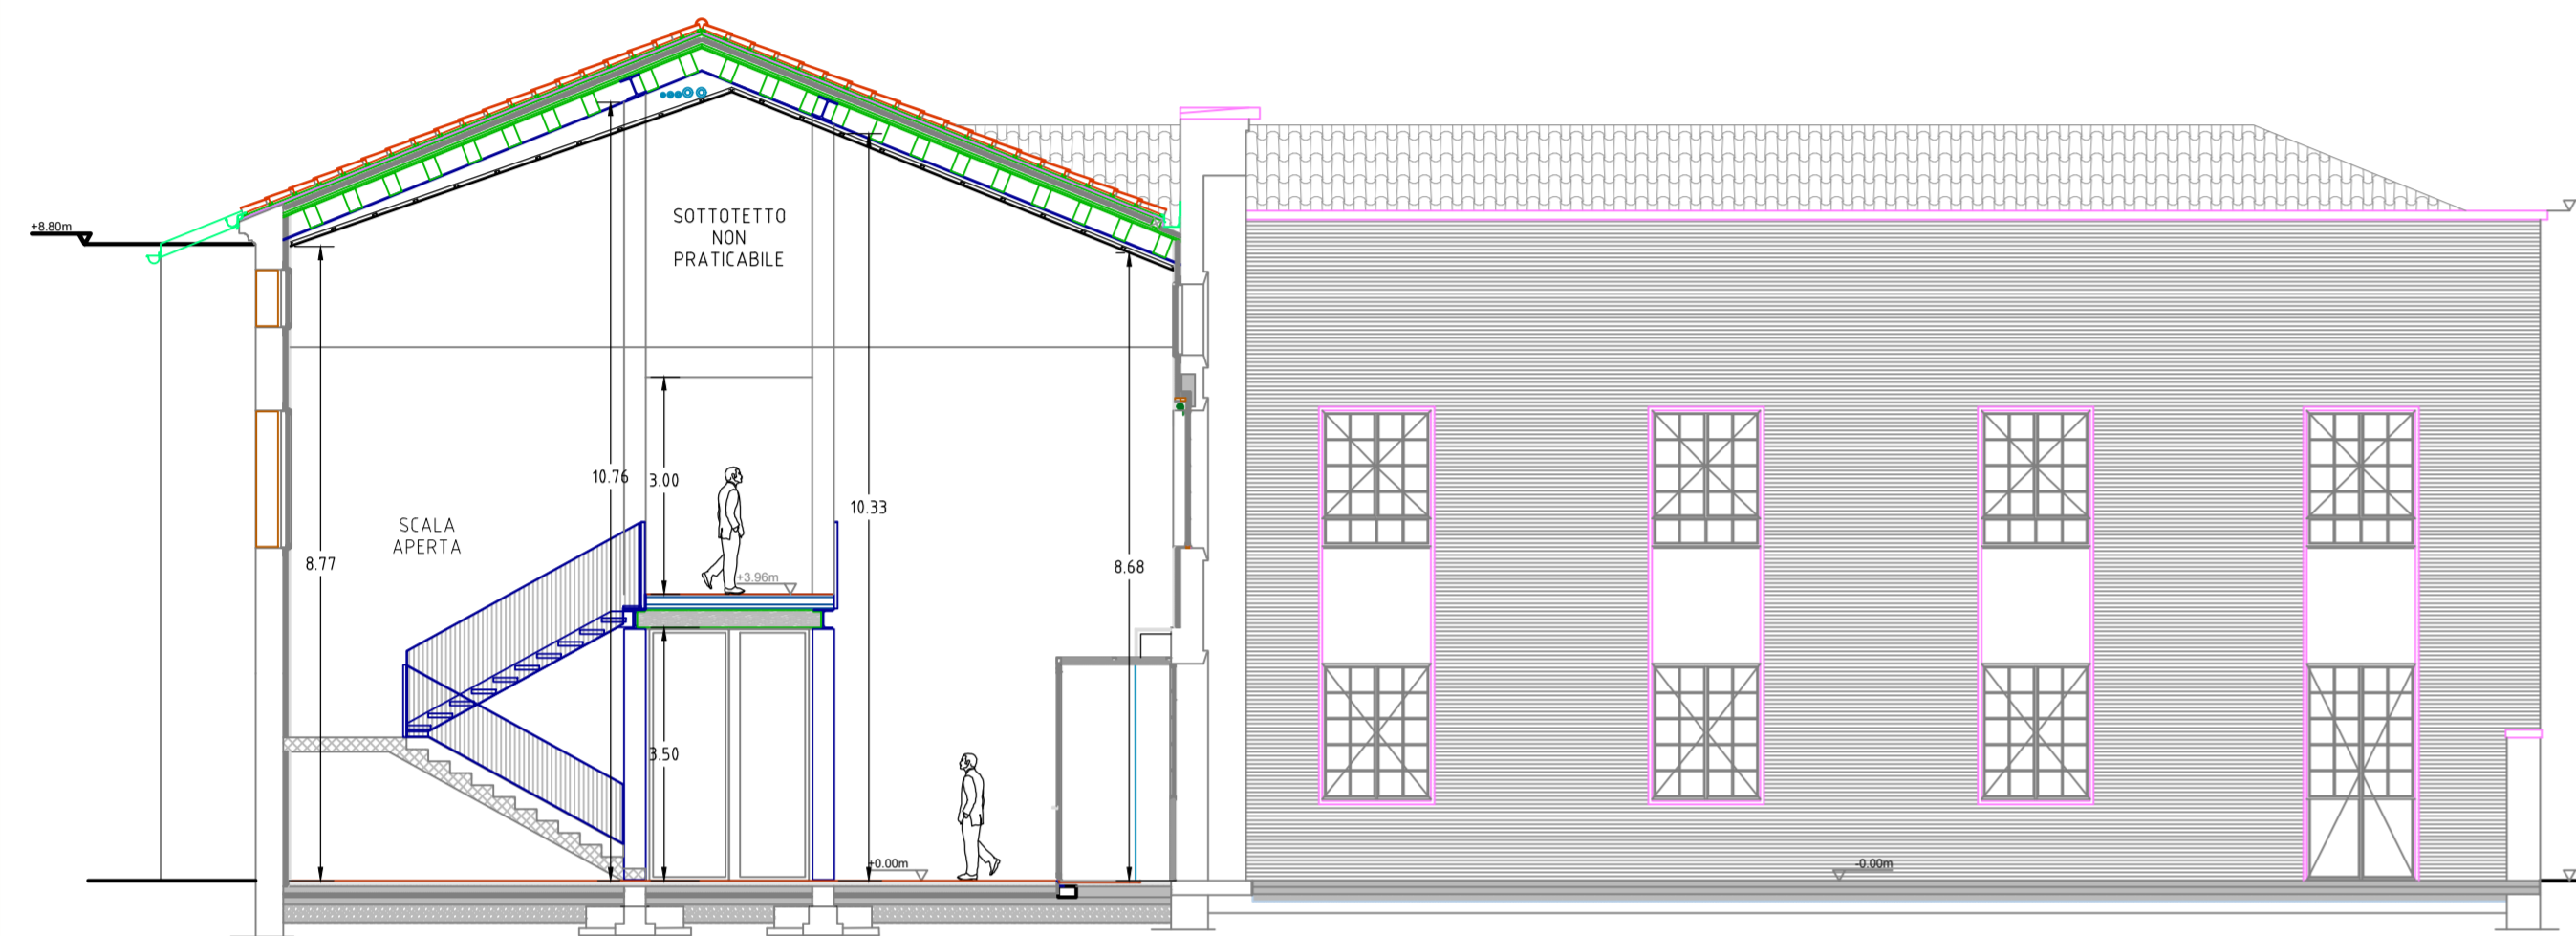 +8.80m
SOTTOTETTO
NON
PRATICABILE
10.76
3.00
10.33
SCALA
APERTA
8.77
8.68
+3.96m
3.50
+0.00m
-0.00m